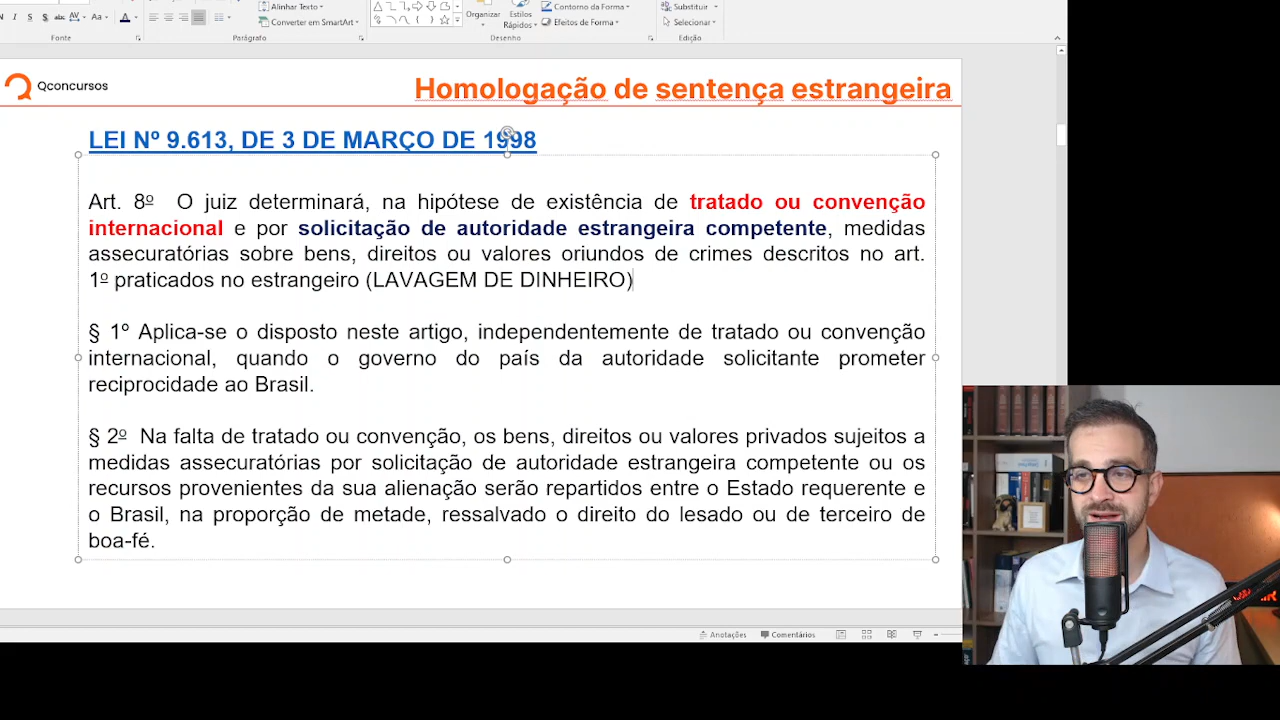 Alinhar Texto
Substituir
N I S S abc AV Aa A
Converter em SmartArt
Organizar
Estilos
Rápidos
Contorno da Forma
Efeitos de Forma
Selecionar
Fonte
Parágrafo
Desenho
Edição
Qconcursos
Homologação de sentença estrangeira
LEI Nº 9.613, DE 3 DE MARÇO DE 1998
Art. 8º O juiz determinará, na hipótese de existência de tratado ou convenção
internacional e por solicitação de autoridade estrangeira competente, medidas
assecuratórias sobre bens, direitos ou valores oriundos de crimes descritos no art.
1º praticados no estrangeiro (LAVAGEM DE DINHEIRO)
§ 1º Aplica-se o disposto neste artigo, independentemente de tratado ou convenção
internacional, quando o governo do país da autoridade solicitante prometer
reciprocidade ao Brasil.
§ 2º Na falta de tratado ou convenção, os bens, direitos ou valores privados sujeitos a
medidas assecuratórias por solicitação de autoridade estrangeira competente ou os
recursos provenientes da sua alienação serão repartidos entre o Estado requerente e
o Brasil, na proporção de metade, ressalvado o direito do lesado ou de terceiro de
boa-fé.
Anotações
Comentários